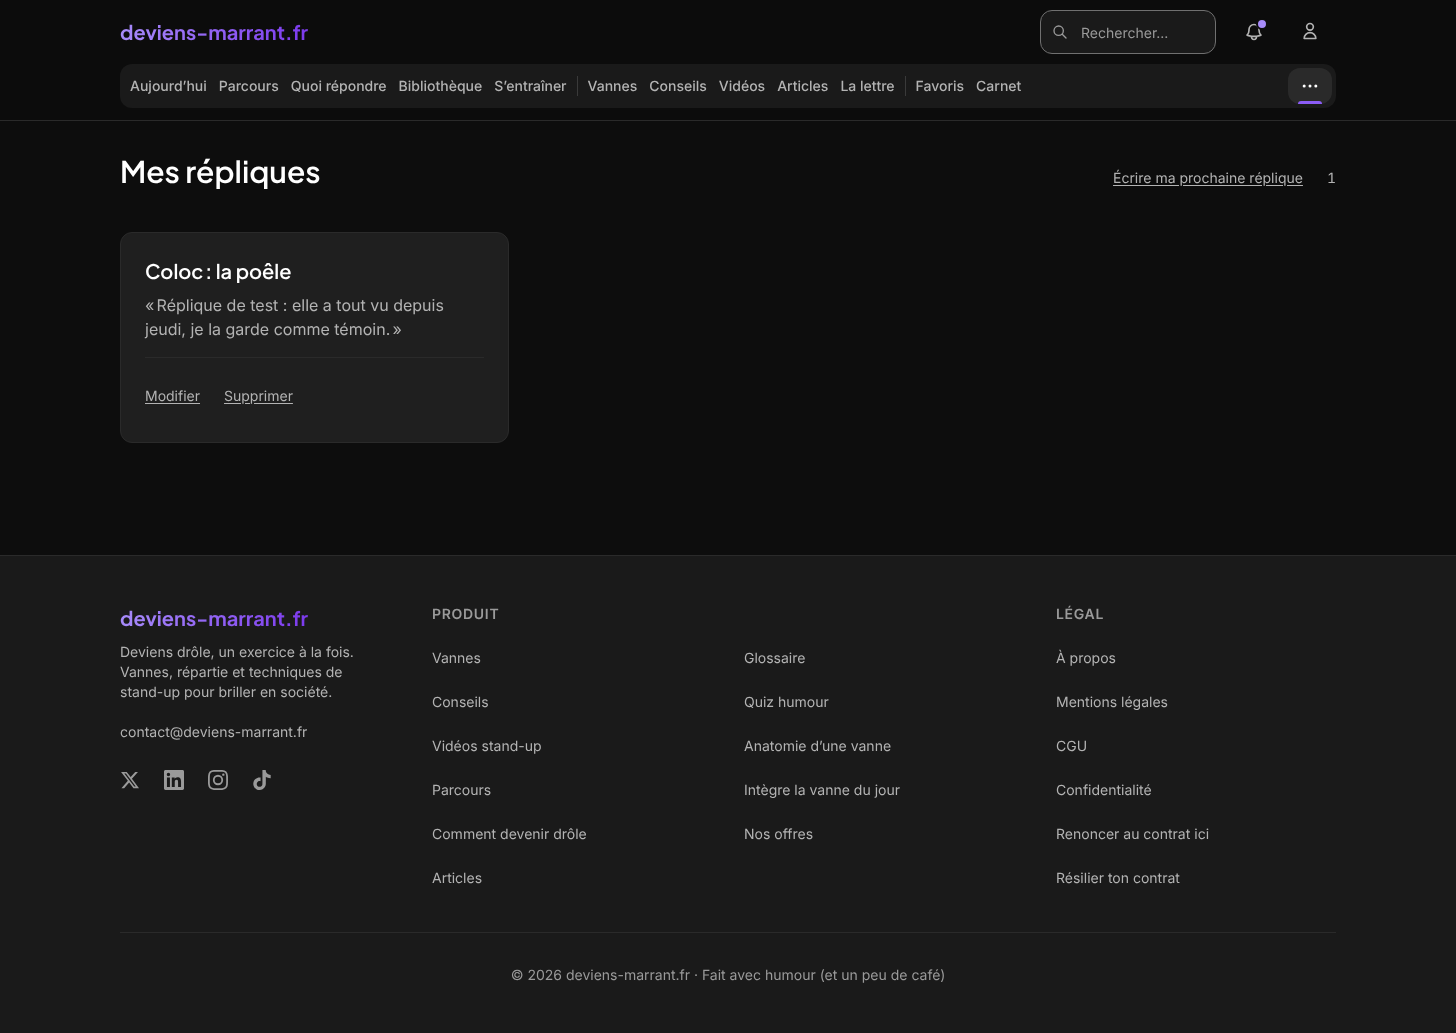 deviens-marrant.fr
Rechercher...
Aujourd’hui Parcours Quoi répondre Bibliothèque S’entraîner Vannes Conseils Vidéos Articles La lettre Favoris Carnet
Mes répliques
Écrire ma prochaine réplique 1
Coloc : la poêle
« Réplique de test : elle a tout vu depuis
jeudi, je la garde comme témoin. »
Modifier Supprimer
deviens-marrant.fr
Deviens drôle, un exercice à la fois.
Vannes, répartie et techniques de
stand-up pour briller en société.
contact@deviens-marrant.fr
PRODUIT
Vannes
Conseils
Vidéos stand-up
Parcours
Comment devenir drôle
Articles
Glossaire
Quiz humour
Anatomie d’une vanne
Intègre la vanne du jour
Nos offres
LÉGAL
À propos
Mentions légales
CGU
Confidentialité
Renoncer au contrat ici
Résilier ton contrat
© 2026 deviens-marrant.fr · Fait avec humour (et un peu de café)